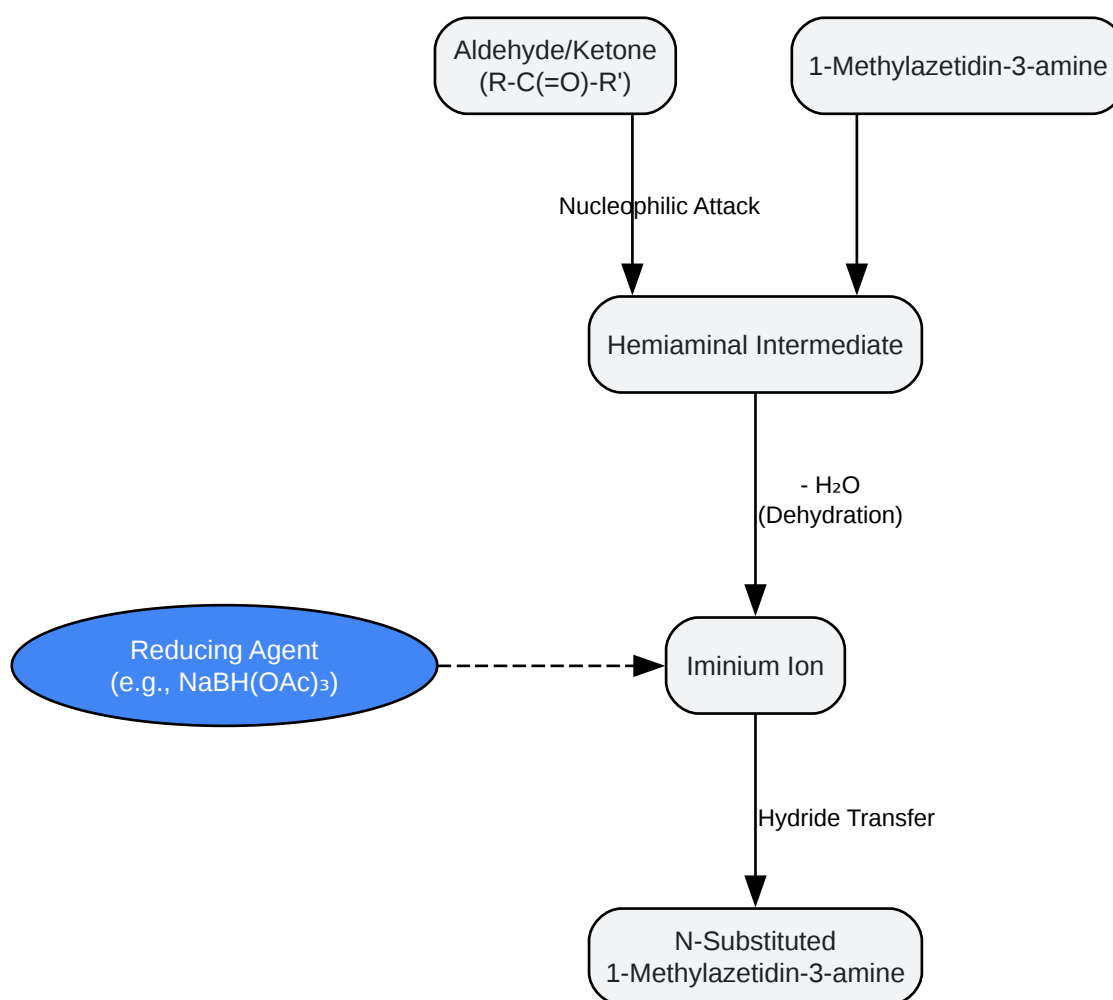 Aldehyde/Ketone
(R-C(=O)-R')
1-Methylazetidin-3-amine
Nucleophilic Attack
Hemiaminal Intermediate
- H₂O
(Dehydration)
Reducing Agent
(e.g., NaBH(OAc)₃)
Iminium Ion
Hydride Transfer
N-Substituted
1-Methylazetidin-3-amine